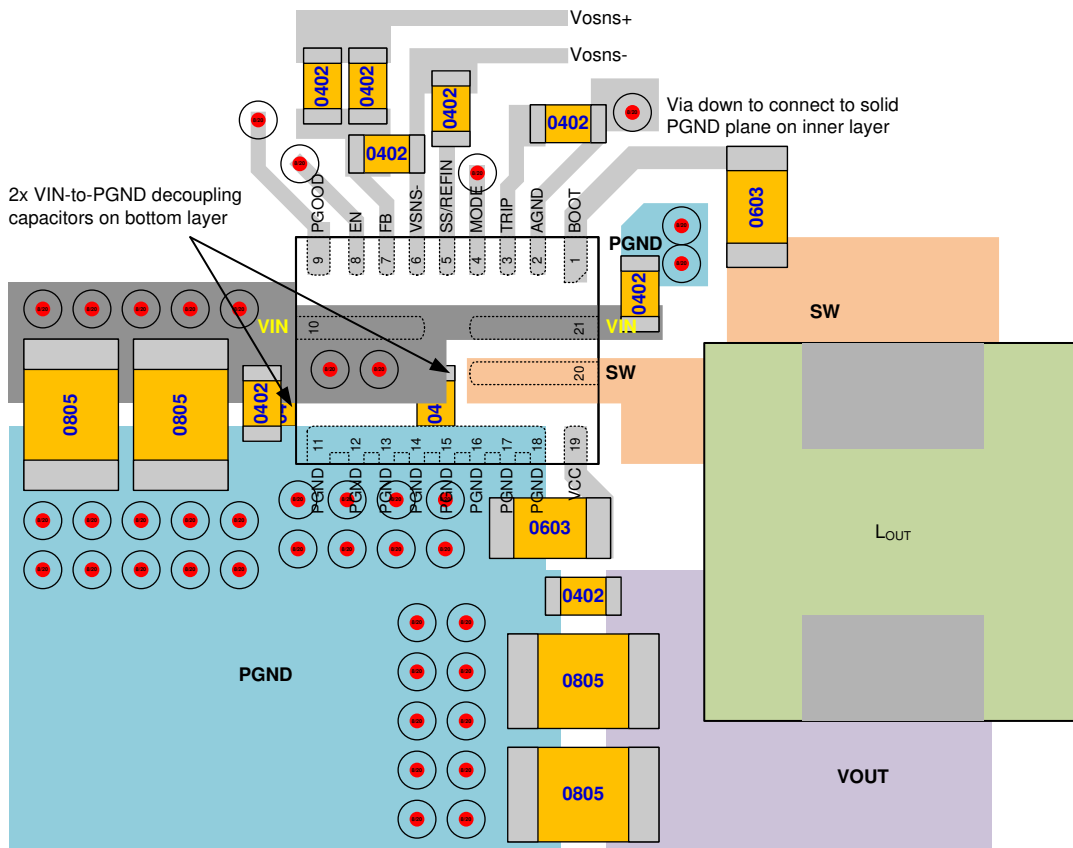 Vosns+
Vosns-
Via down to connect to solid
PGND plane on inner layer
2x VIN-to-PGND decoupling
capacitors on bottom layer
0402
0402
0402
0402
0402
0603
PGOOD
EN
FB
VSNS-
SS/REFIN
MODE
TRIP
AGND
BOOT
9
8
7
6
5
4
3
2
1
PGND
0402
SW
VIN
10
21
VIN
20
SW
0805
0805
0402
04
11
12
13
14
15
16
17
18
19
PGND
PGND
PGND
PGND
PGND
PGND
PGND
PGND
VCC
0603
LOUT
0402
PGND
0805
0805
VOUT